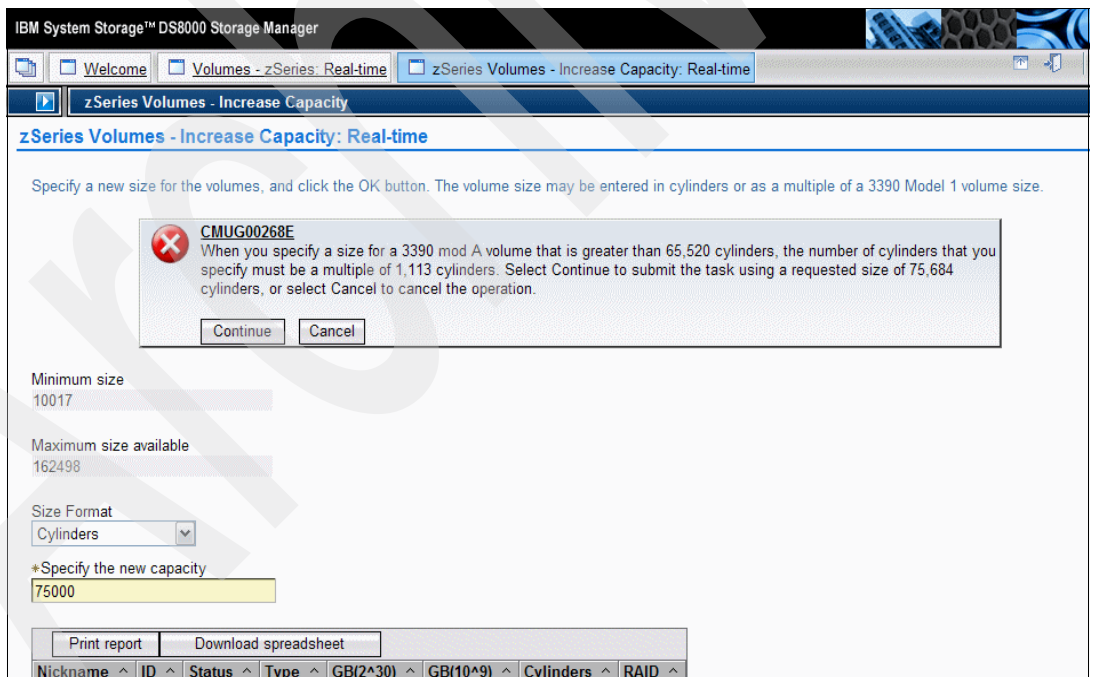 IBM System Storage™ DS8000 Storage Manager
Welcome
Volumes - zSeries: Real-time
zSeries Volumes - Increase Capacity: Real-time
zSeries Volumes - Increase Capacity
zSeries Volumes - Increase Capacity: Real-time
Specify a new size for the volumes, and click the OK button. The volume size may be entered in cylinders or as a multiple of a 3390 Model 1 volume size.
CMUG00268E
When you specify a size for a 3390 mod A volume that is greater than 65,520 cylinders, the number of cylinders that you
specify must be a multiple of 1,113 cylinders. Select Continue to submit the task using a requested size of 75,684
cylinders, or select Cancel to cancel the operation.
Continue
Cancel
Minimum size
10017
Maximum size available
162498
Size Format
Cylinders
*Specify the new capacity
75000
Print report
Download spreadsheet
Nickname ^ ID ^ Status ^ Type ^ GB(2^30) ^ GB(10^9) ^ Cylinders ^ RAID ^